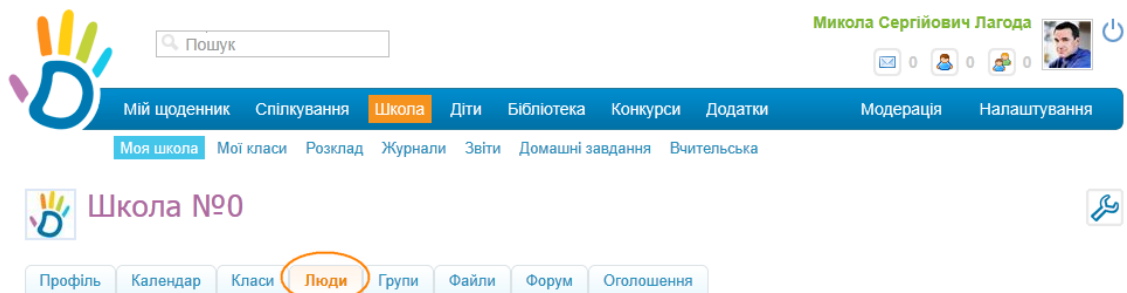 Микола Сергійович Лагода
Пошук
0 0 0
Мій щоденник Спілкування Школа Діти Бібліотека Конкурси Додатки Модерація Налаштування
Моя школа Мої класи Розклад Журнали Звіти Домашні завдання Вчительська
Школа №0
Профіль Календар Класи Люди Групи Файли Форум Оголошення